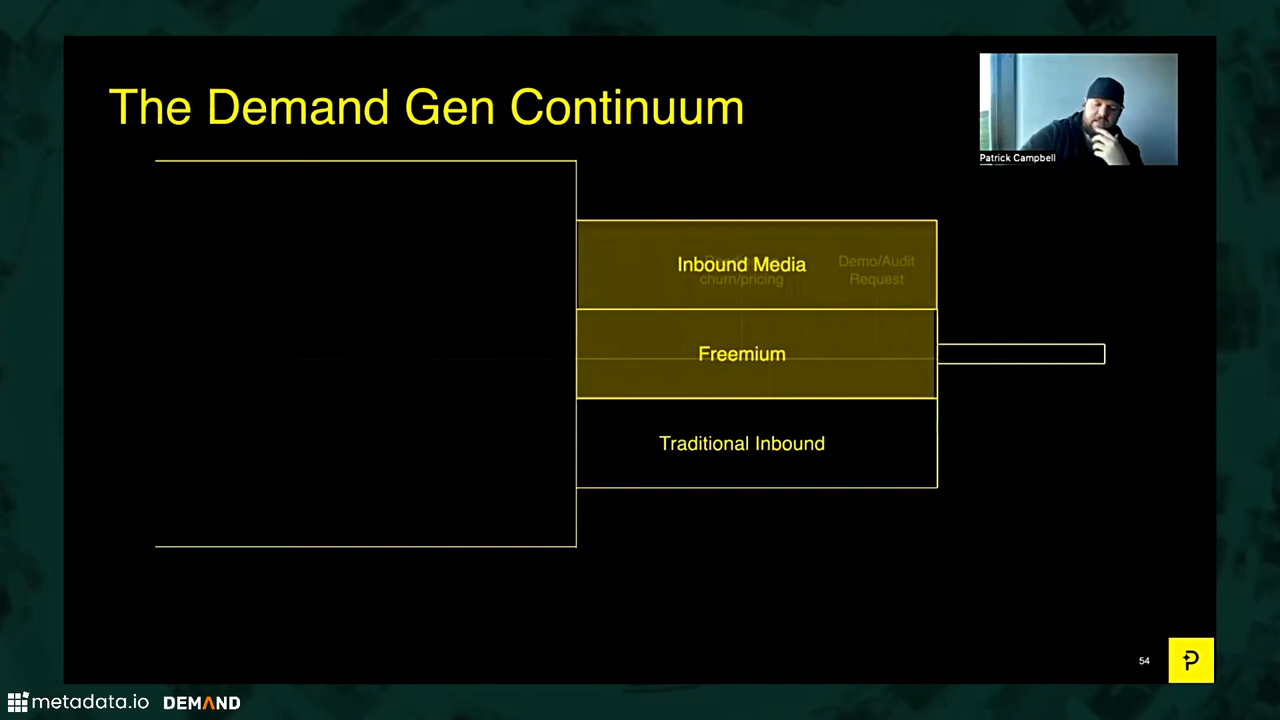 The Demand Gen Continuum
Patrick Campbell
Inbound Media
churn/pricing
Demo/Audit
Request
Freemium
Traditional Inbound
54
metadata.io DEMAND